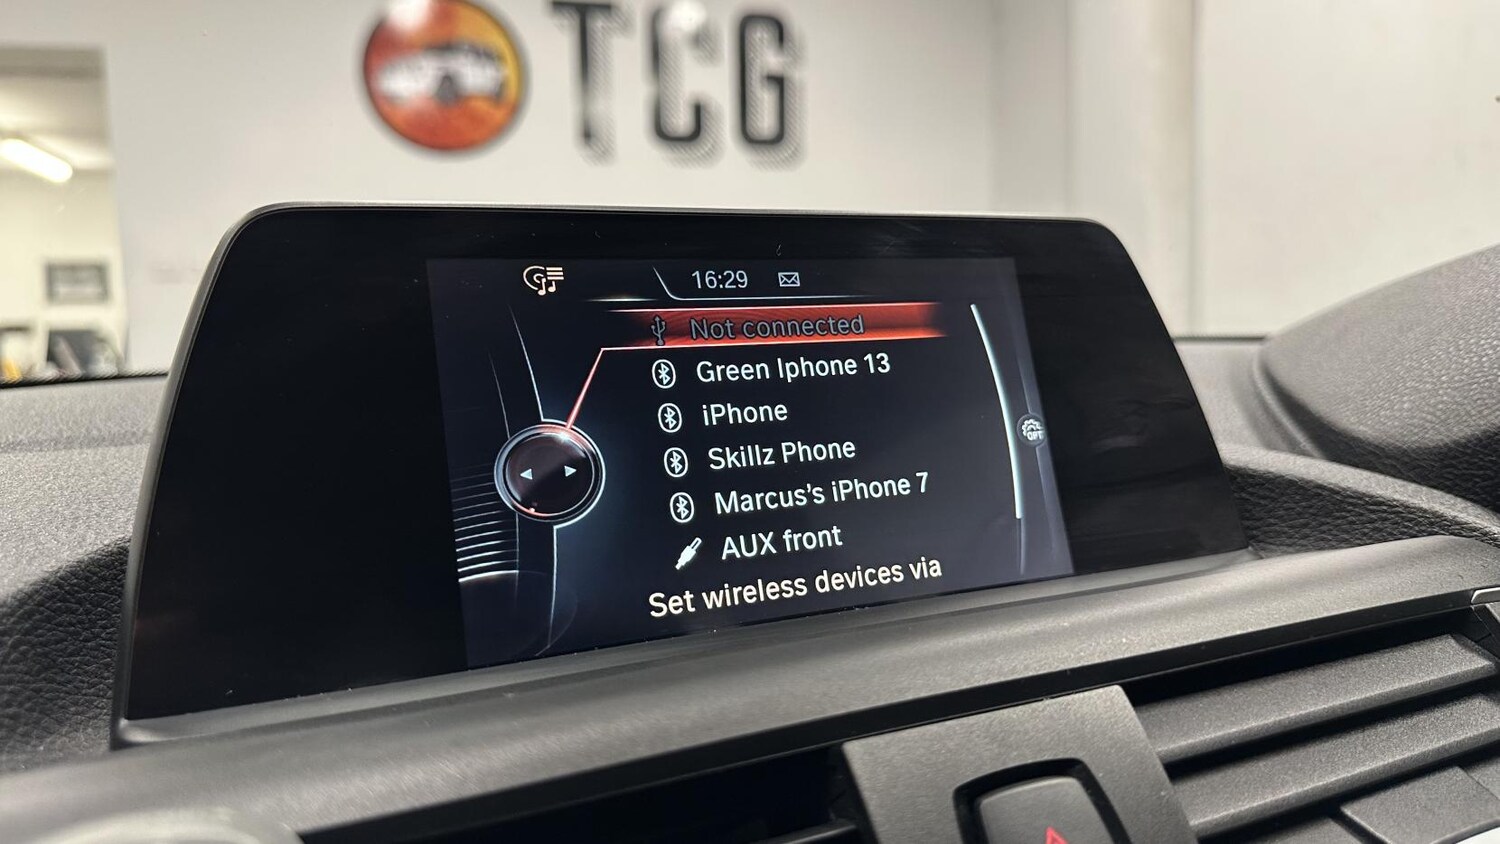 TCG
16:29
Not connected
Green Iphone 13
iPhone
Skillz Phone
Marcus's iPhone 7
AUX front
Set wireless devices via
OPT